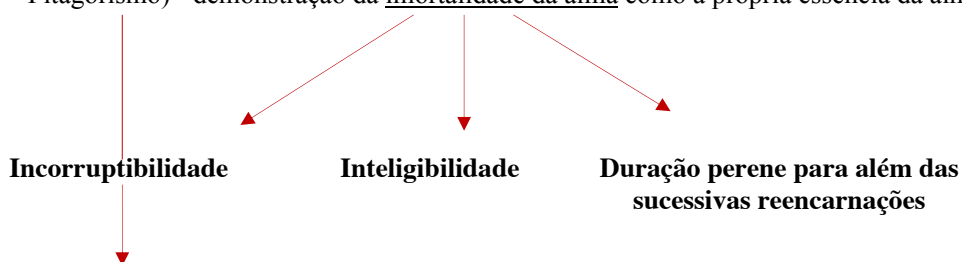 Pitagorismo) - demonstração da imortalidade da alma como a própria essência da
Incorruptibilidade Inteligibilidade Duração perene para além das
sucessivas reencarnações